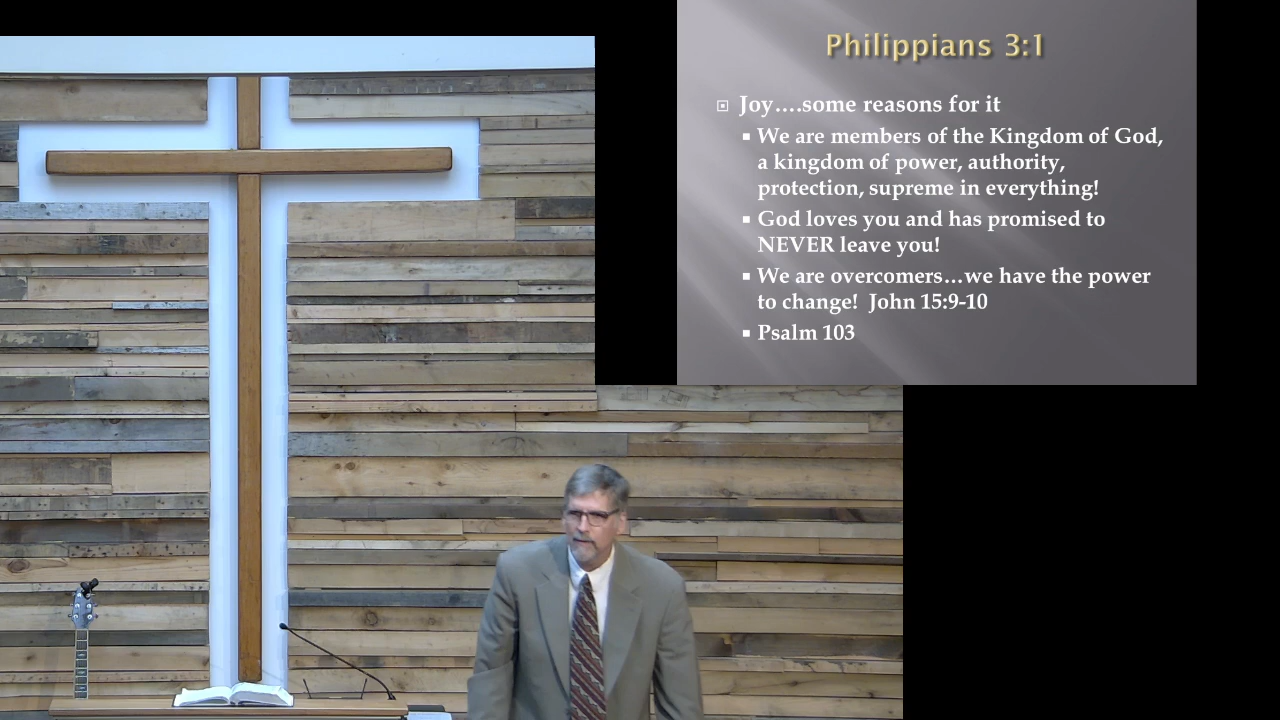 Philippians 3:1
Joy….some reasons for it
We are members of the Kingdom of God,
a kingdom of power, authority,
protection, supreme in everything!
God loves you and has promised to
NEVER leave you!
We are overcomers…we have the power
to change!  John 15:9-10
Psalm 103